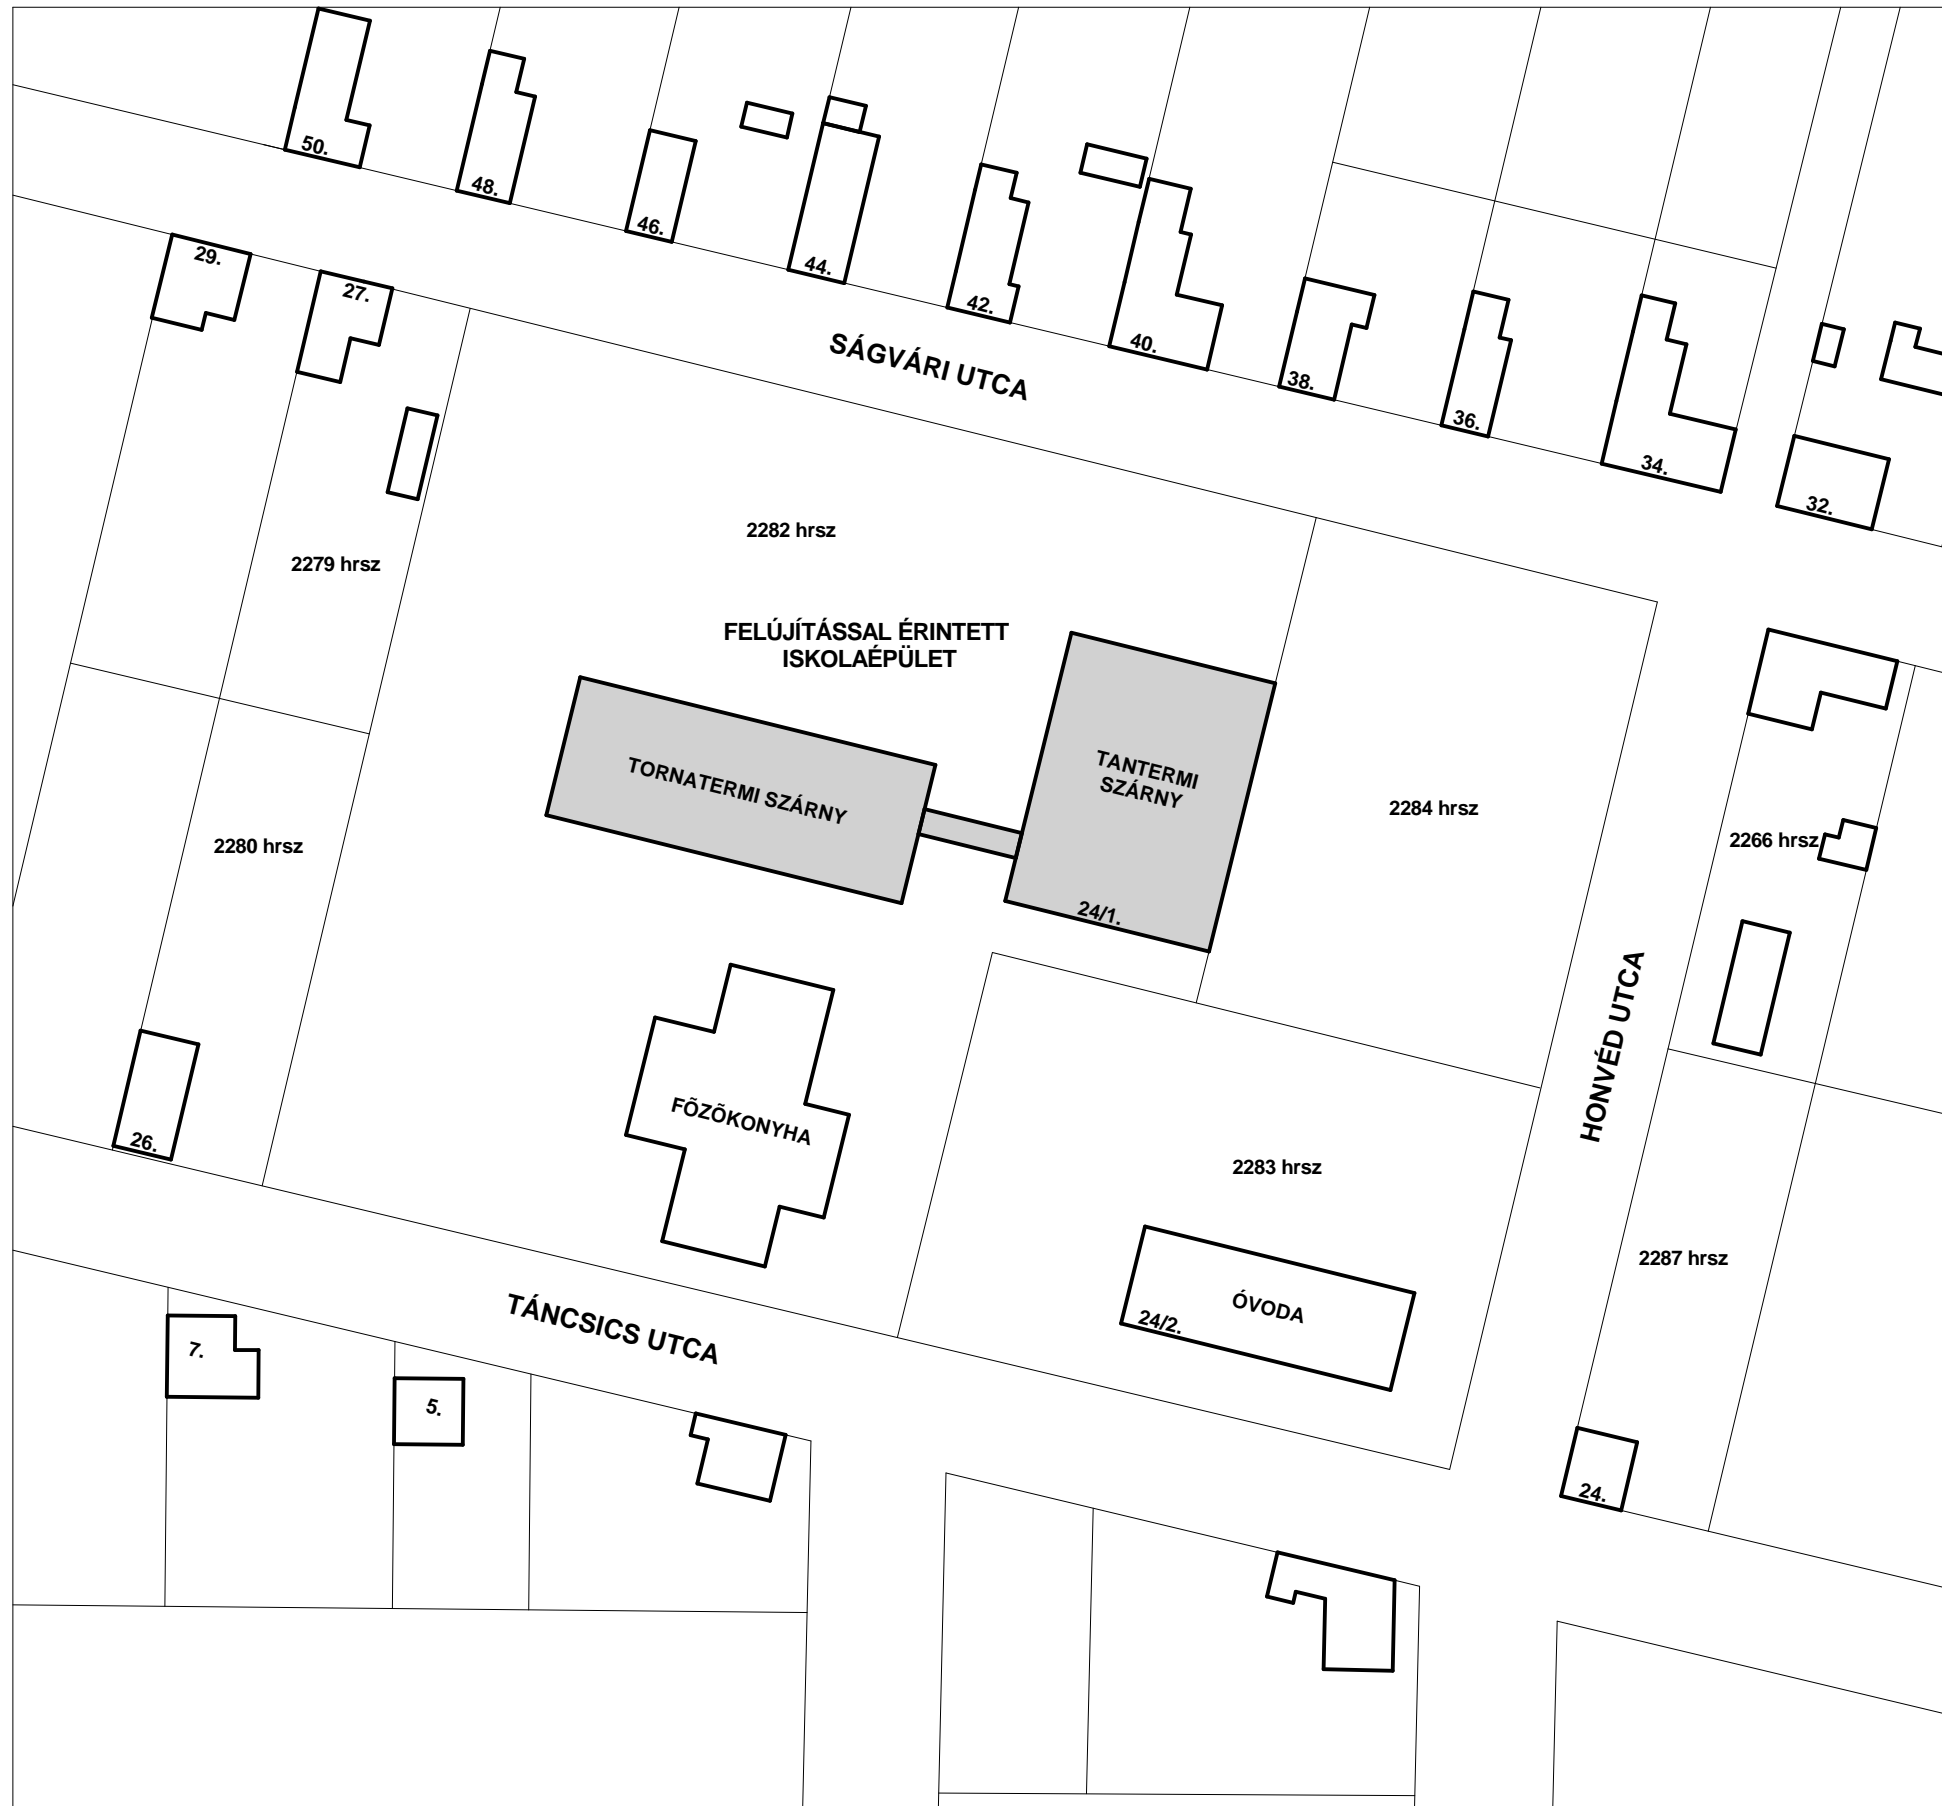 50.
48.
46.
44.
42.
40.
38.
36.
34.
32.
29.
27.
SÁGVÁRI UTCA
2282 hrsz
2279 hrsz
FELÚJÍTÁSSAL ÉRINTETT
ISKOLAÉPÜLET
TORNATERMI SZÁRNY
TANTERMI
SZÁRNY
24/1.
2284 hrsz
2266 hrsz
2280 hrsz
HONVÉD UTCA
FÕZÕKONYHA
26.
2283 hrsz
2287 hrsz
ÓVODA
24/2.
TÁNCSICS UTCA
7.
5.
24.